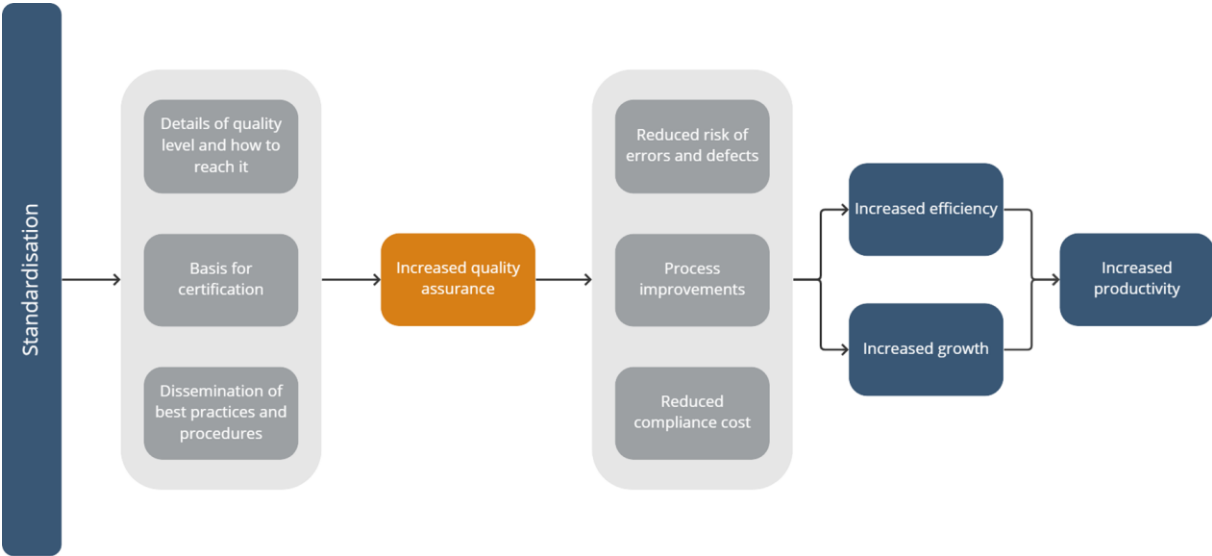 Standardisation
Details of quality
level and how to
reach it
Basis for
certification
Dissemination of
best practices and
procedures
Increased quality
assurance
Reduced risk of
errors and defects
Process
improvements
Reduced
compliance cost
Increased efficiency
Increased growth
Increased
productivity